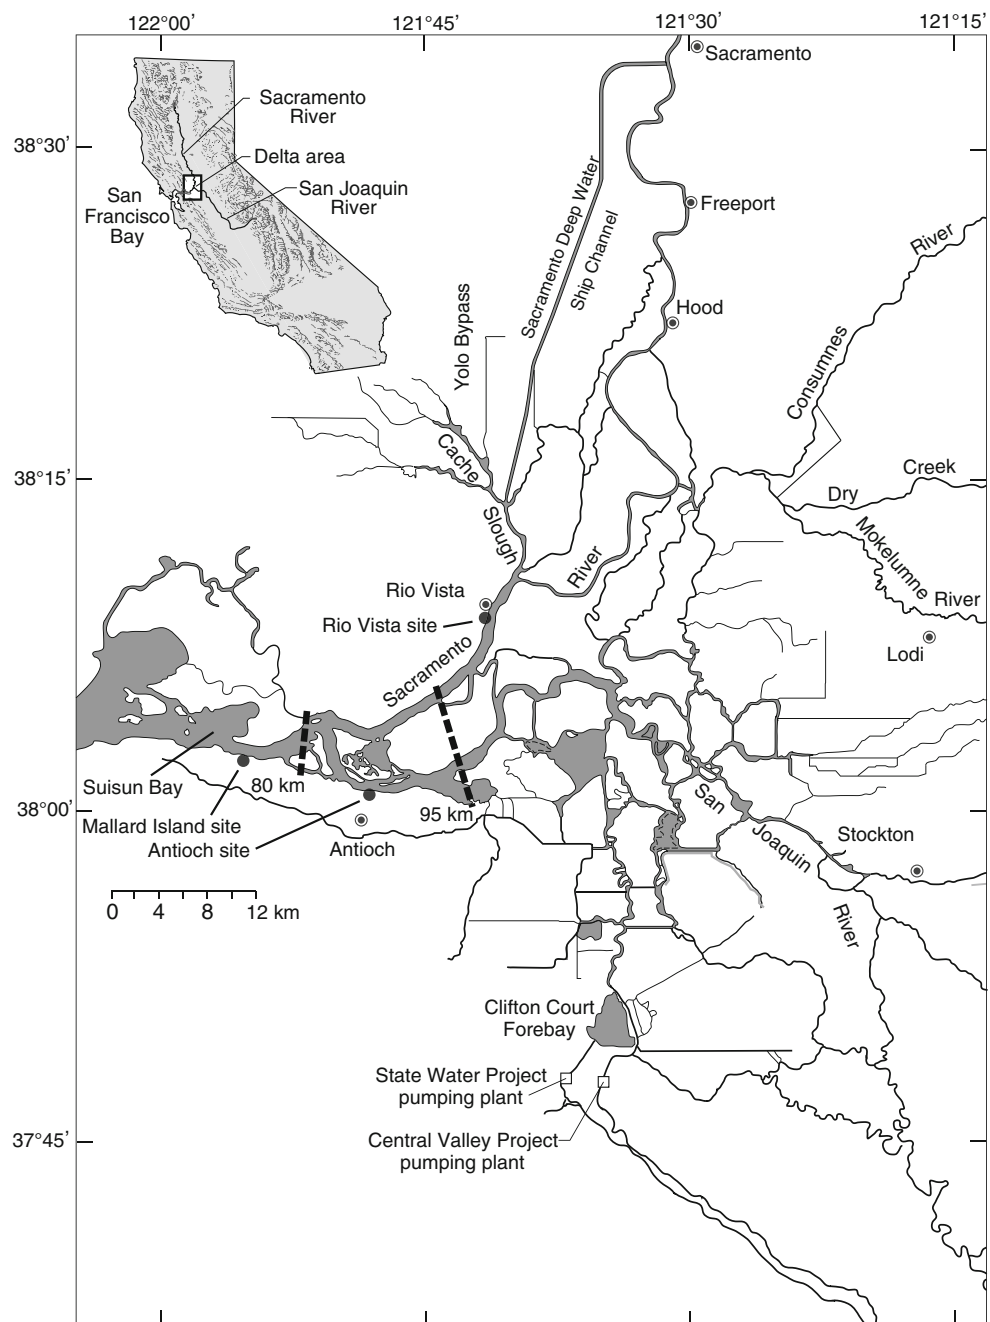 122°00'
121°45'
121°30'
121°15'
Sacramento
Sacramento
River
38°30'
Delta area
San Joaquin
River
San
Francisco
Bay
Sacramento Deep Water
Ship Channel
Freeport
River
Hood
Yolo Bypass
Consumnes
Cache
38°15'
Creek
Dry
Slough
Mokelumne
River
River
Rio Vista
Rio Vista site
Lodi
Sacramento
Suisun Bay
80 km
San
38°00'
95 km
Mallard Island site
Joaquin
Stockton
Antioch site
Antioch
0 4 8 12 km
River
Clifton Court
Forebay
State Water Project
pumping plant
37°45'
Central Valley Project
pumping plant